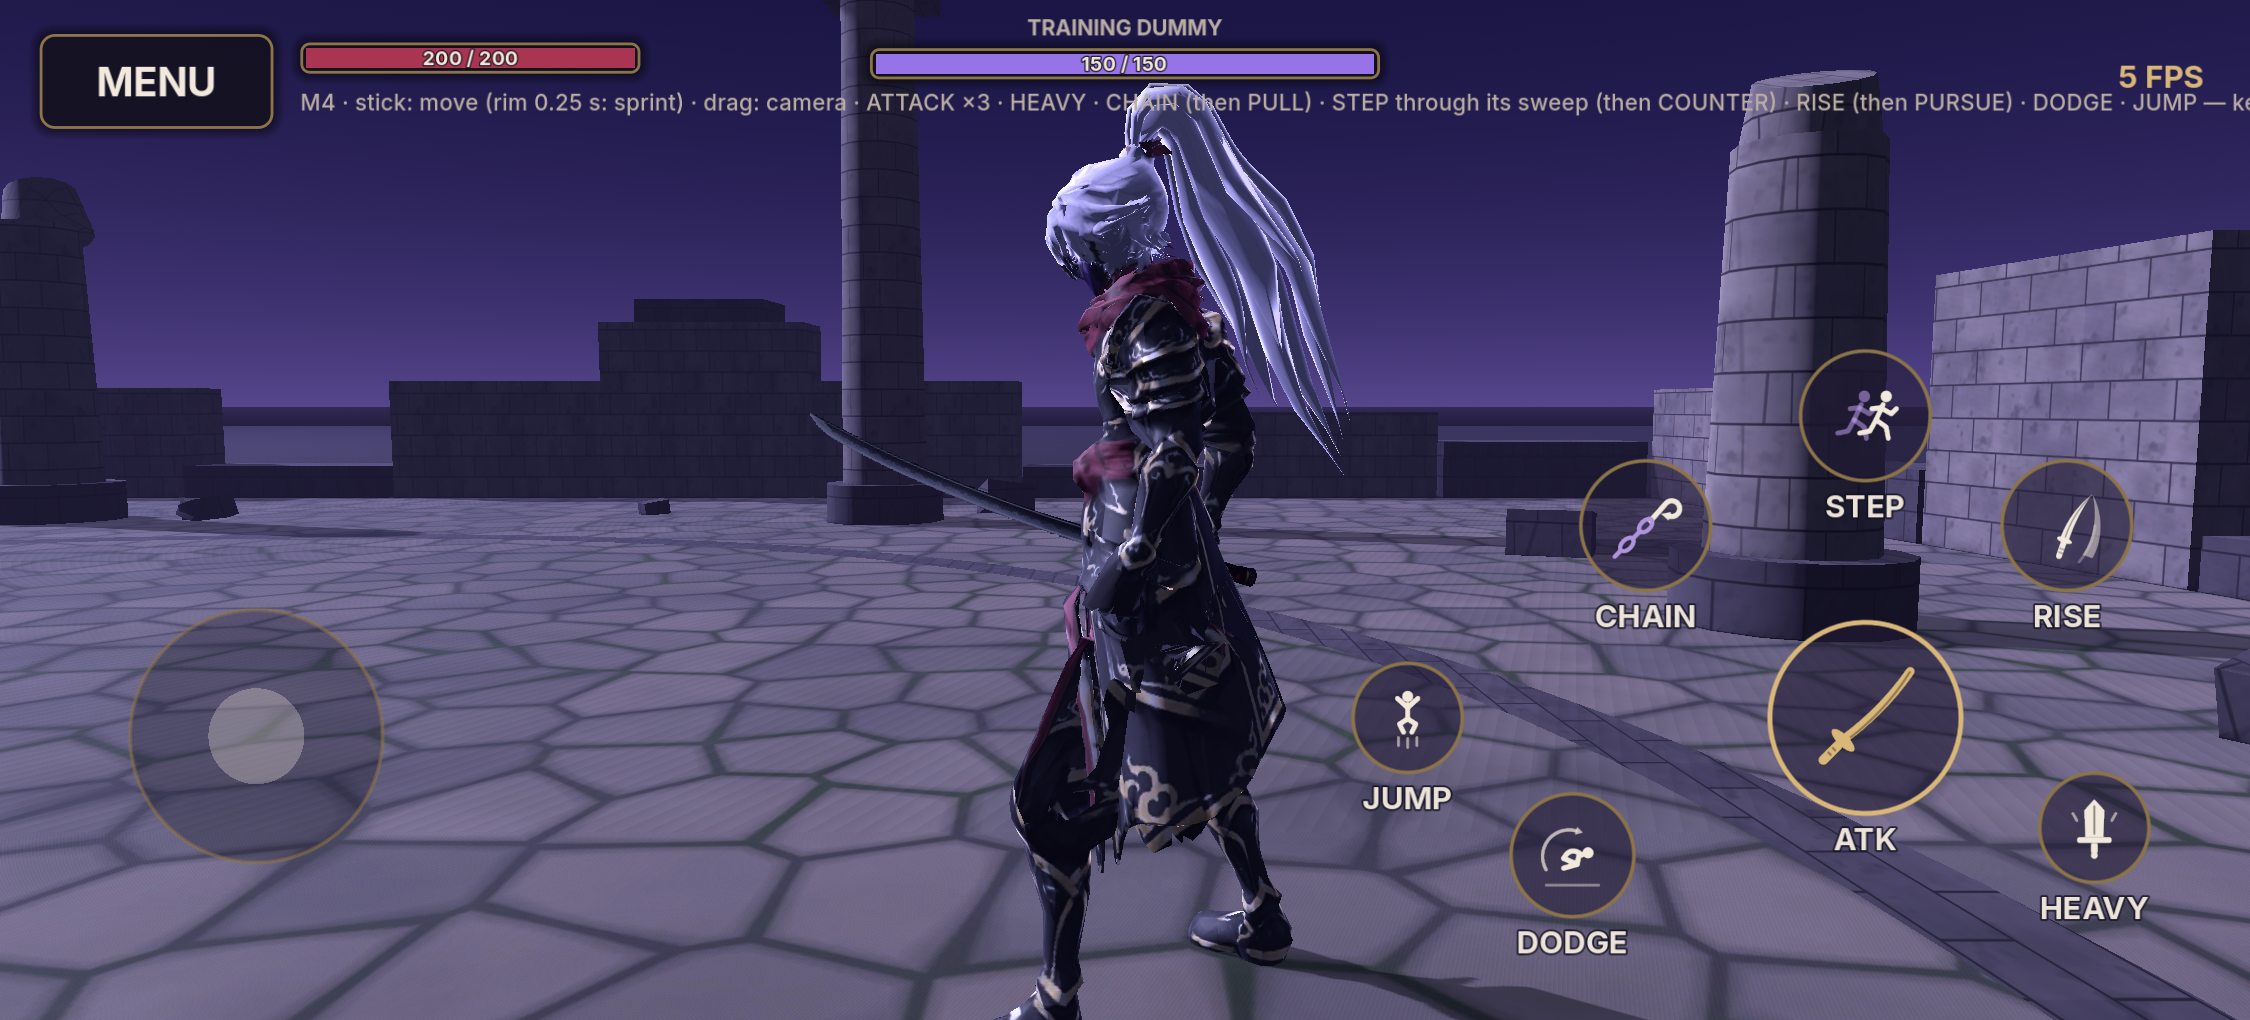 TRAINING DUMMY
MENU
200 / 200
150 / 150
5 FPS
M4 · stick: move (rim 0.25 s: sprint) · drag: camera · ATTACK ×3 · HEAVY · CHAIN (then PULL) · STEP through its sweep (then COUNTER) · RISE (then PURSUE) · DODGE · JUMP —
STEP
CHAIN
RISE
JUMP
ATK
HEAVY
DODGE